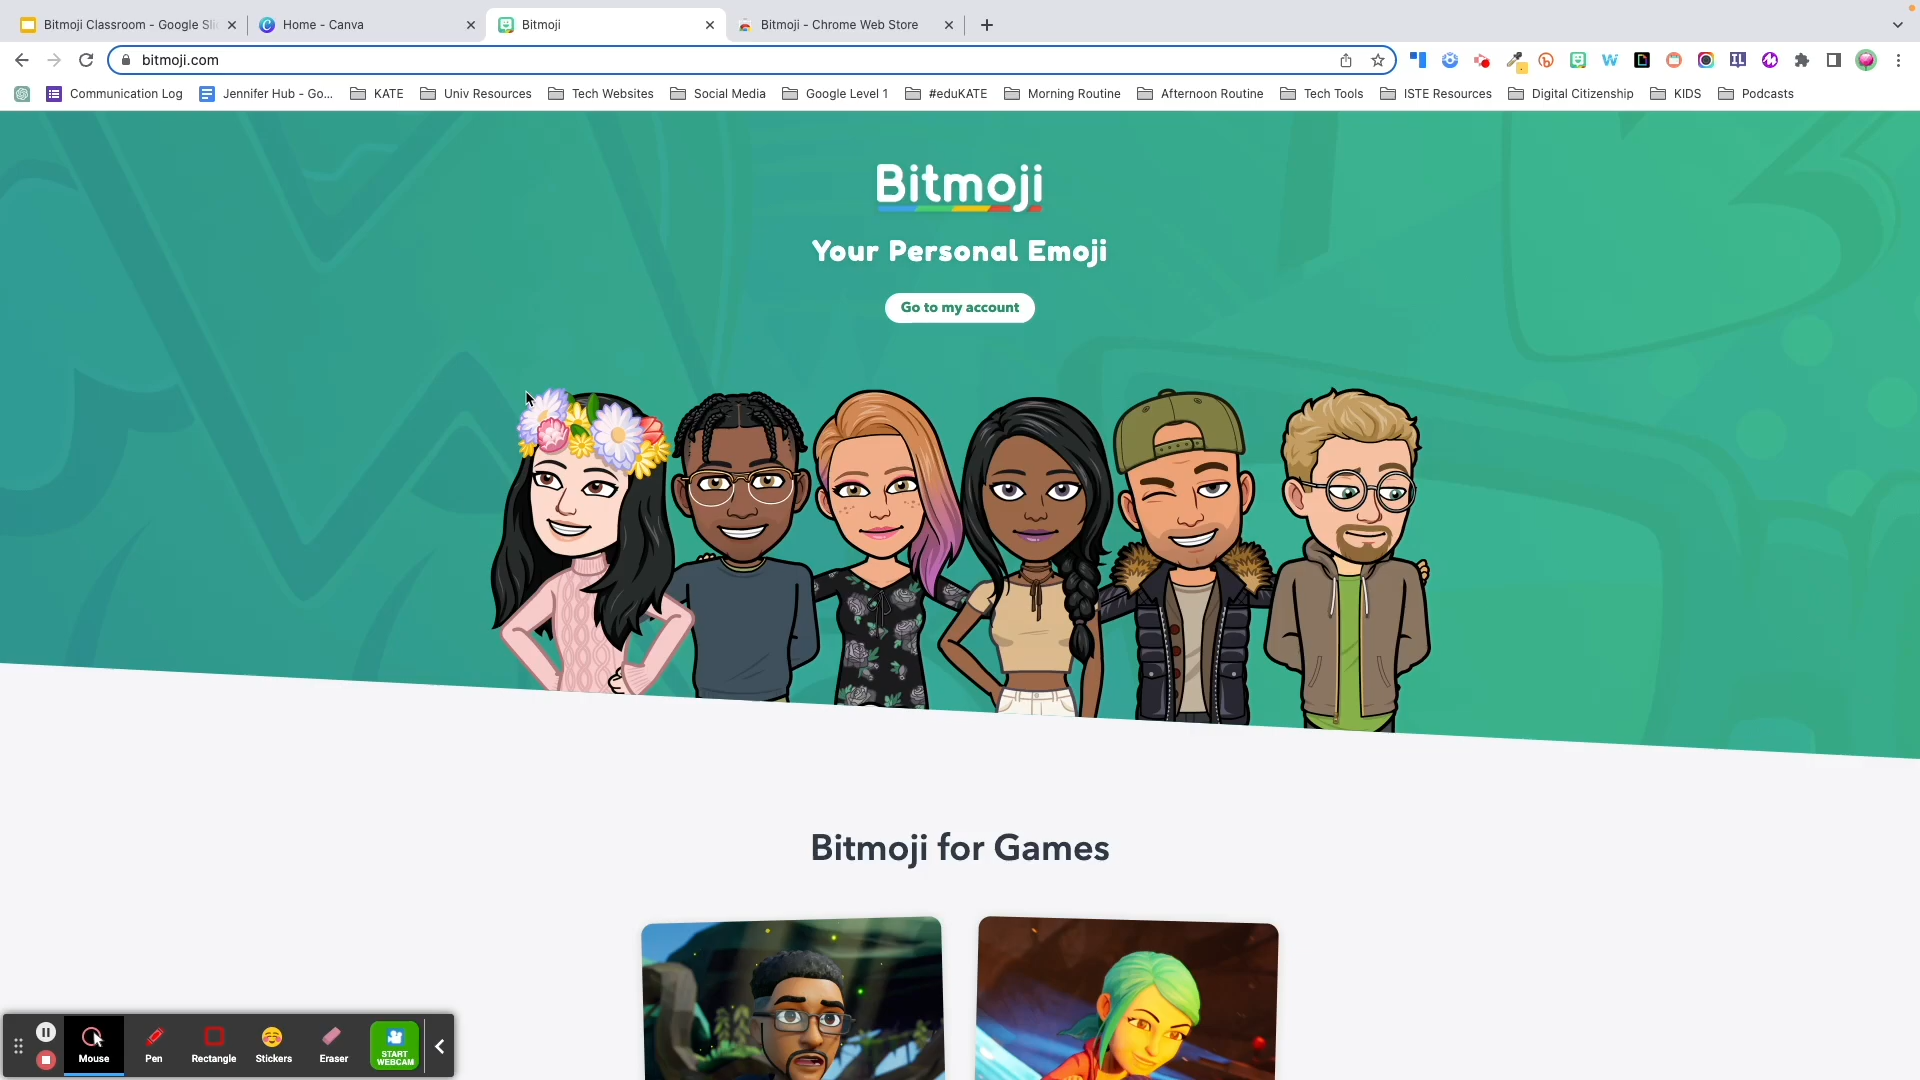 Bitmoji Classroom - Google Sli
Home - Canva
Bitmoji
Bitmoji - Chrome Web Store
bitmoji.com
Communication Log
Jennifer Hub - Go...
KATE
Univ Resources
Tech Websites
Social Media
Google Level 1
#eduKATE
Morning Routine
Afternoon Routine
Tech Tools
ISTE Resources
Digital Citizenship
KIDS
Podcasts
Bitmoji
Your Personal Emoji
Go to my account
Bitmoji for Games
Mouse
Pen
Rectangle
Stickers
Eraser
START
WEBCAM